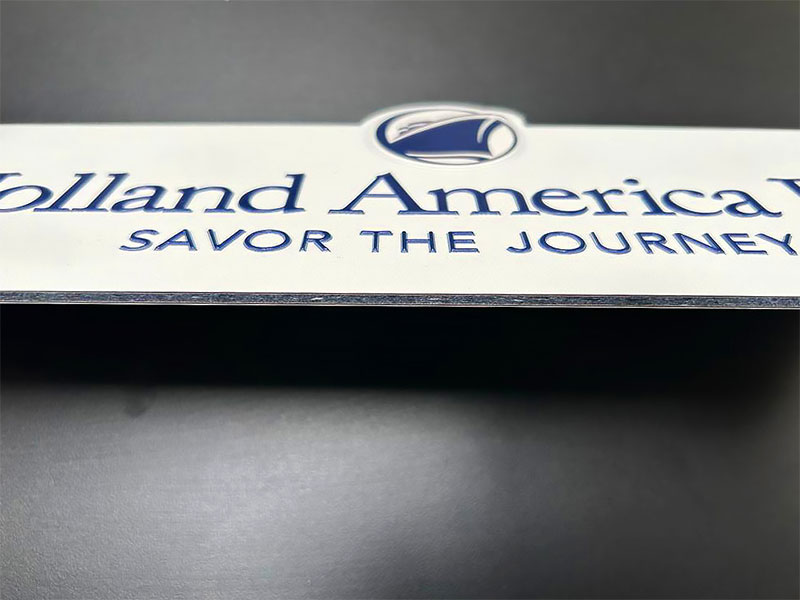 olland America
SAVOR THE JOURNEY